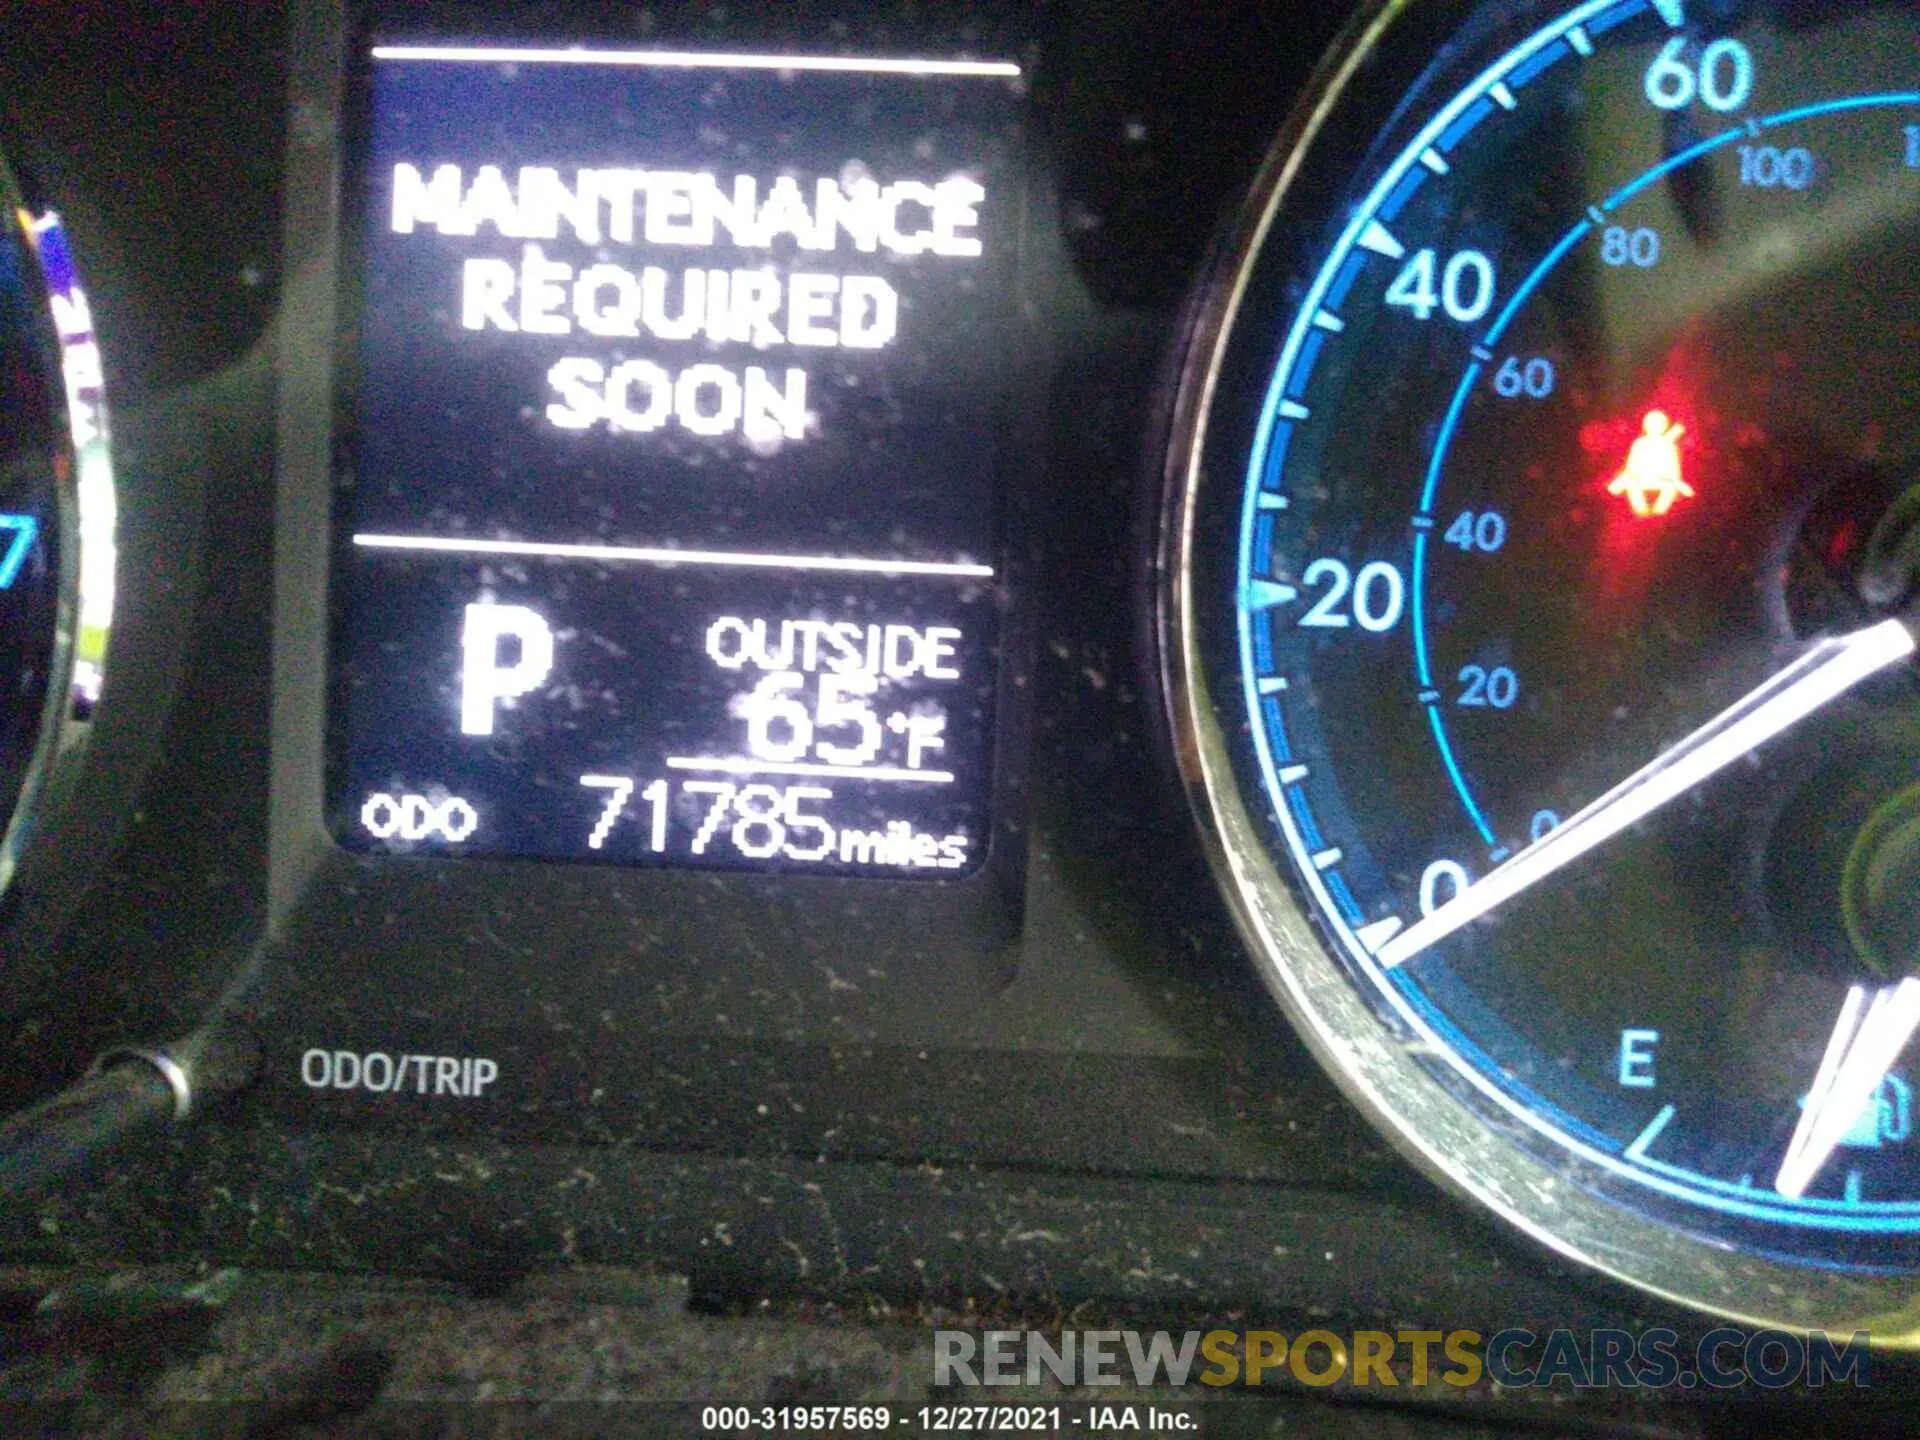 MAINTENANCE
REQUIRED
SOON
P
OUTSIDE
65°F
ODO 71785 miles
ODO/TRIP
7
60
40
20
0
100
80
60
40
20
0
E
RENEWSPORTSCARS.COM
000-31957569 - 12/27/2021 - IAA Inc.